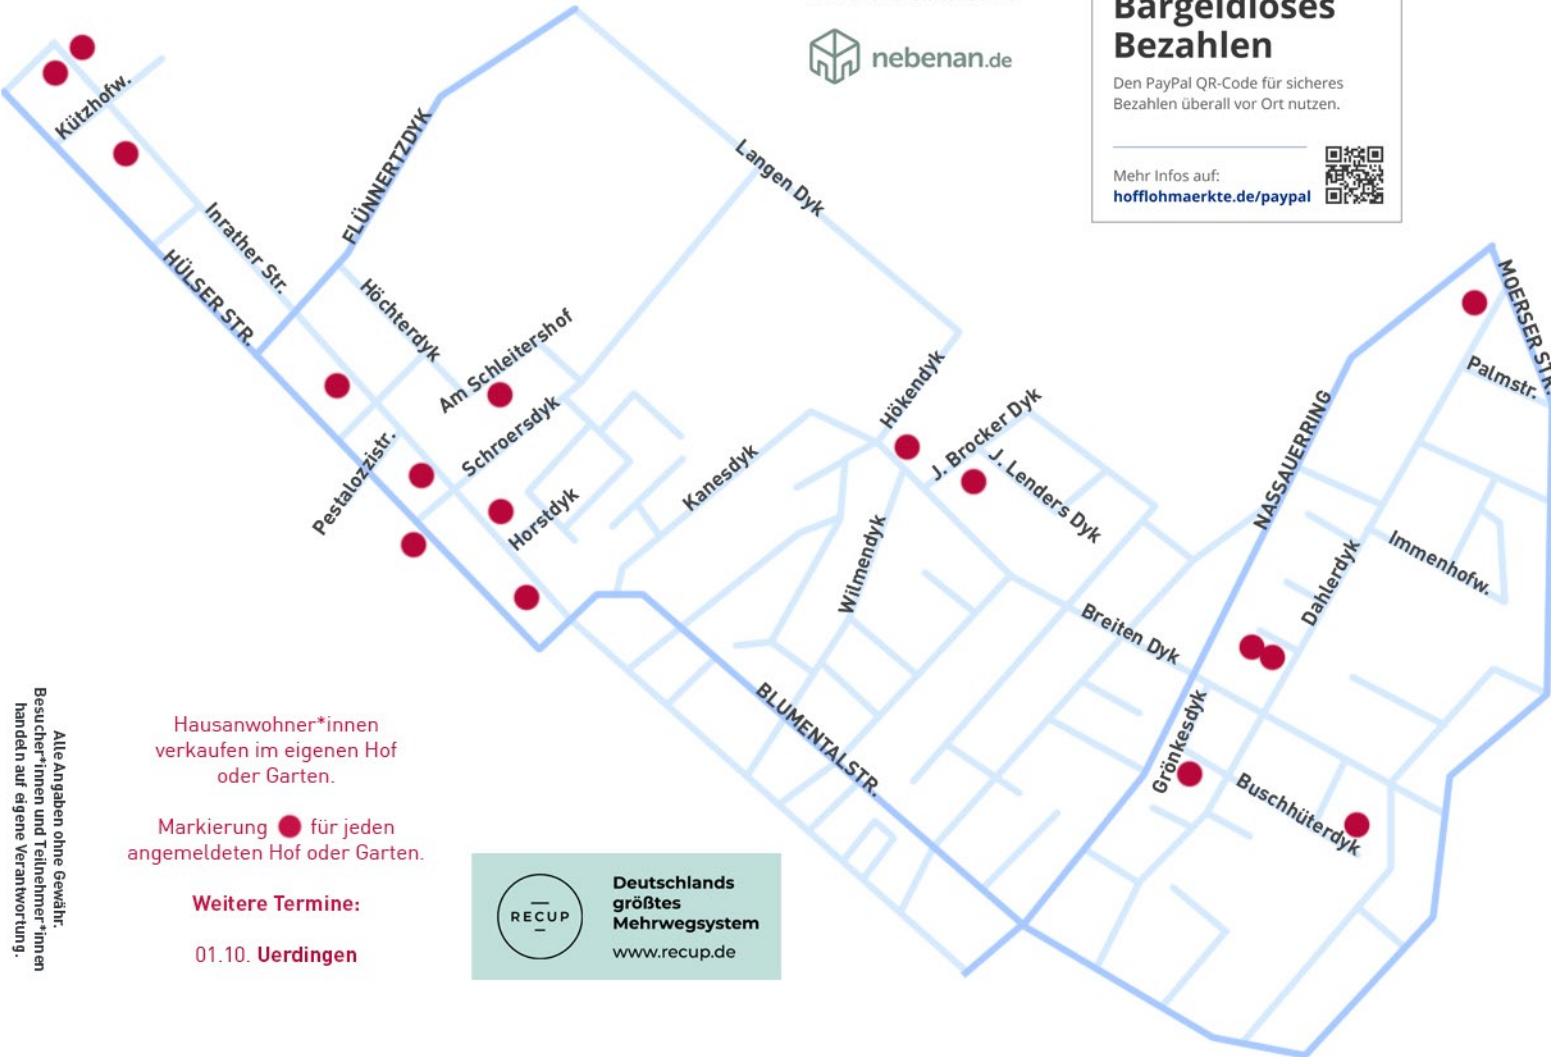 nebenan.de
Bargeldloses
Bezahlen
Den PayPal QR-Code für sicheres
Bezahlen überall vor Ort nutzen.
Mehr Infos auf:
hofflohmaerkte.de/paypal
Kützhofw.
Inrather Str.
HÜLSER STR.
FLÜNNERTZDYK
Höchterdyk
Am Schleitershof
Schroersdyk
Pestalozzistr.
Horstdyk
Langen Dyk
Kanesdyk
Hökendyk
J. Brocker Dyk
J. Lenders Dyk
Wilmendyk
Breiten Dyk
BLUMENTALSTR.
NASSAUERRING
MOERSER STR.
Palmstr.
Immenhofw.
Dahlerdyk
Grönkesdyk
Buschhüterdyk
Alle Angaben ohne Gewähr.
Besucher*innen und Teilnehmer*innen
handeln auf eigene Verantwortung.
Hausanwohner*innen
verkaufen im eigenen Hof
oder Garten.
Markierung für jeden
angemeldeten Hof oder Garten.
Weitere Termine:
01.10. Uerdingen
RECUP
Deutschlands
größtes
Mehrwegsystem
www.recup.de